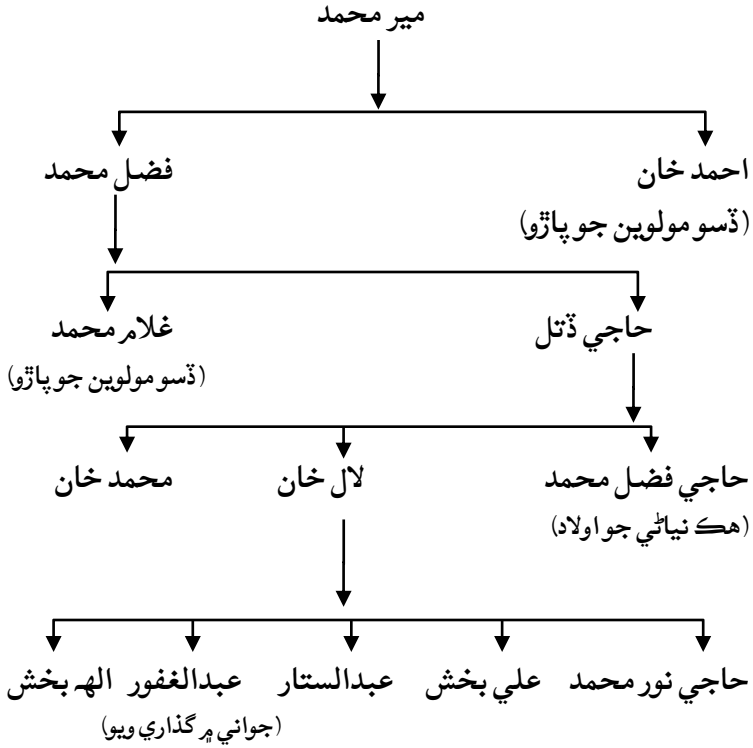 مير محمد
احمد خان فضل محمد
(ڏسو مولوين جو پاڙو)
حاجي ڏتل غلام محمد
(ڏسو مولوين جو پاڙو)
حاجي فضل محمد لال خان محمد خان
(هڪ نياڻي جو اولاد)
حاجي نور محمد علي بخش عبدالستار عبدالغفور الهہ بخش
(جواني ۾ گذاري ويو)